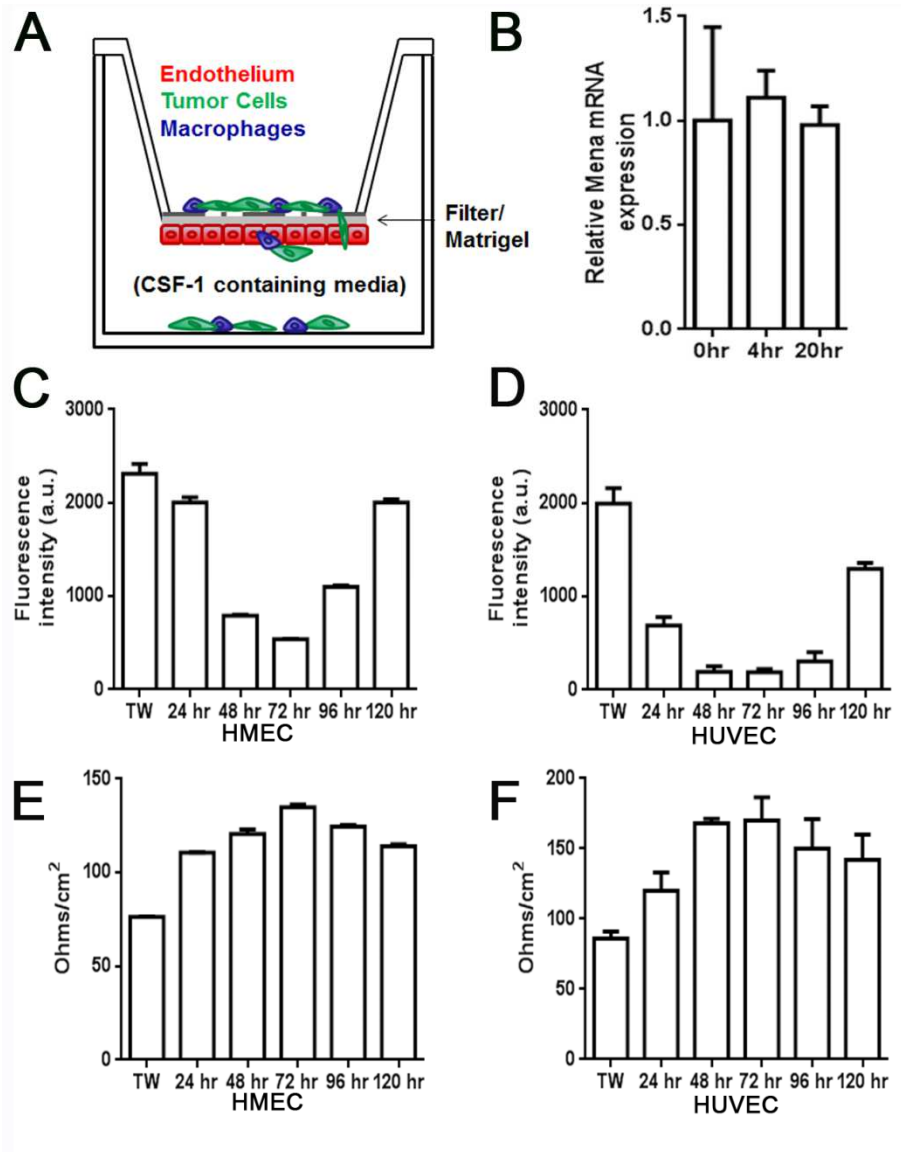 A
Endothelium
Tumor Cells
Macrophages
Filter/
Matrigel
(CSF-1 containing media)
B
Relative Mena mRNA
expression
1.5
1.0
0.5
0.0
0hr 4hr 20hr
C
Fluorescence
intensity (a.u.)
3000
2000
1000
0
TW 24 hr 48 hr 72 hr 96 hr 120 hr
HMEC
D
Fluorescence
intensity (a.u.)
3000
2000
1000
0
TW 24 hr 48 hr 72 hr 96 hr 120 hr
HUVEC
E
Ohms/cm²
150
100
50
0
TW 24 hr 48 hr 72 hr 96 hr 120 hr
HMEC
F
Ohms/cm²
200
150
100
50
0
TW 24 hr 48 hr 72 hr 96 hr 120 hr
HUVEC